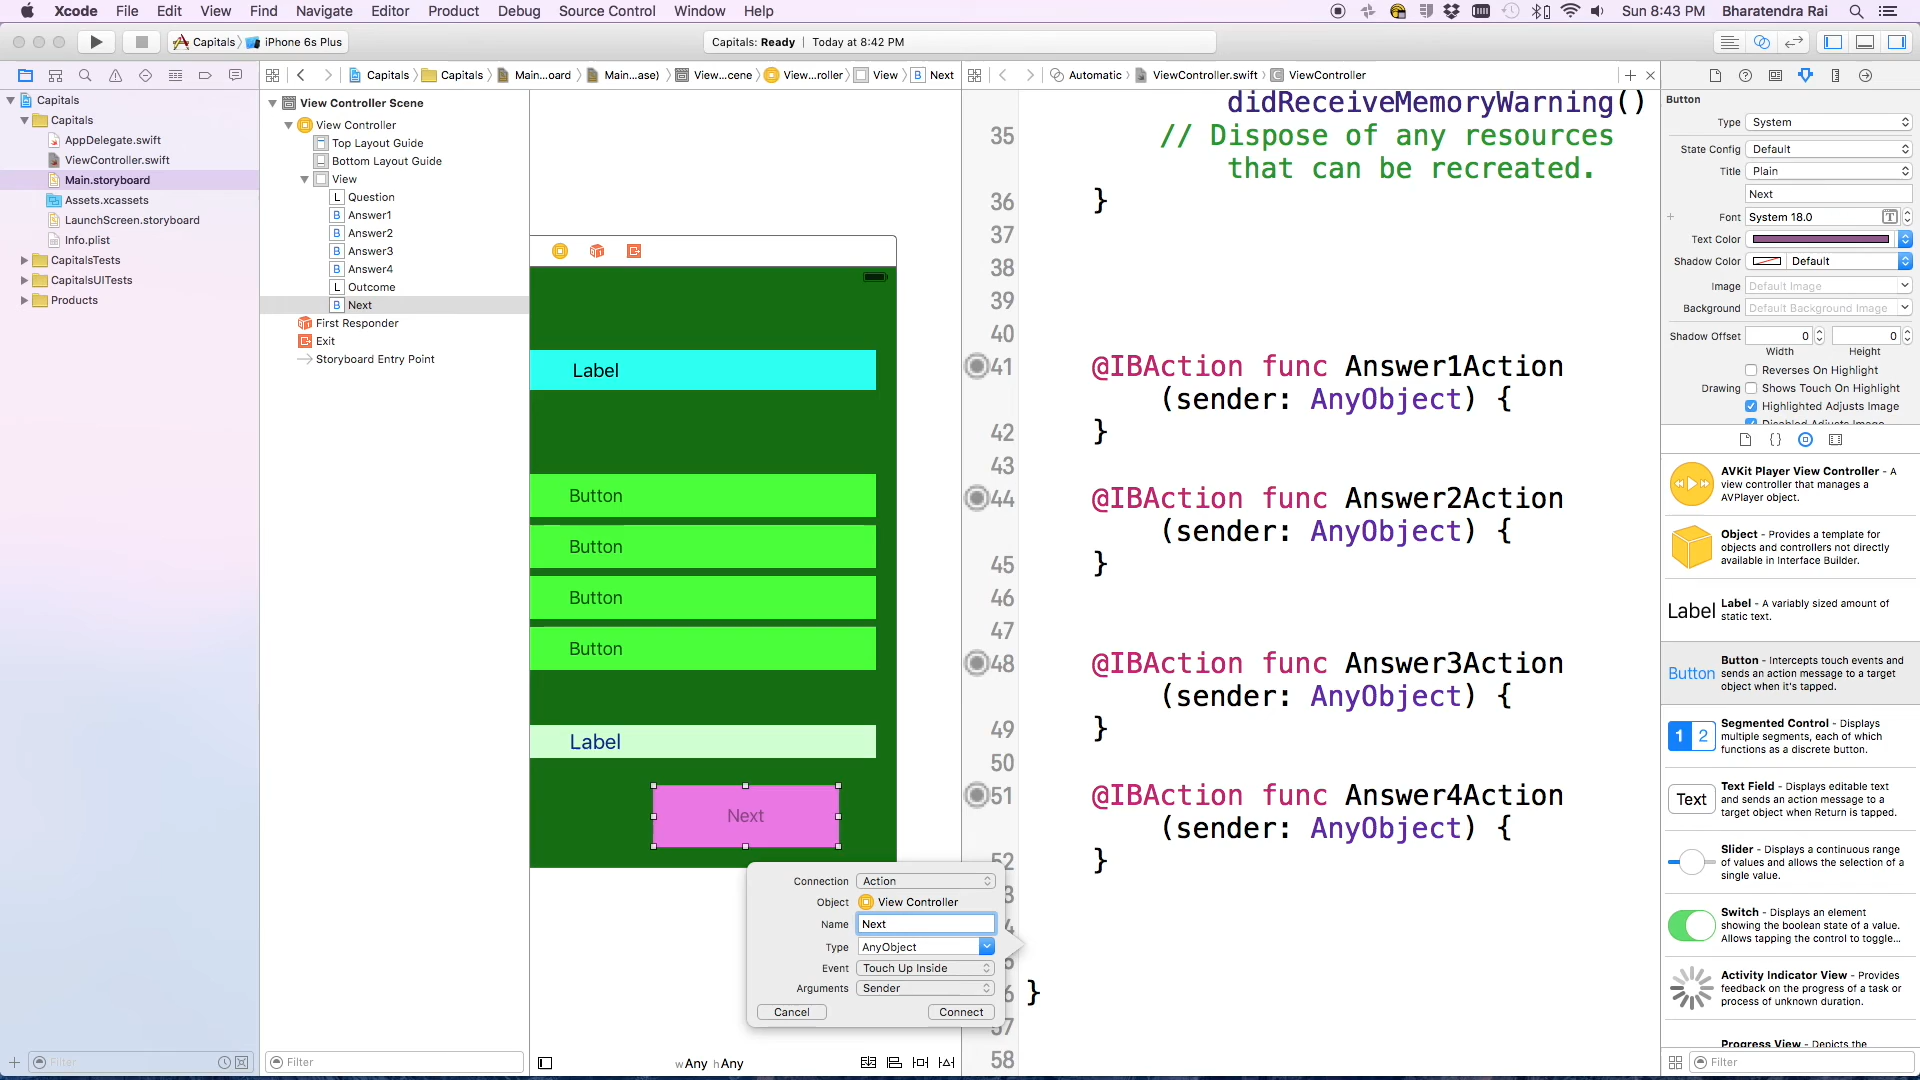 Xcode File Edit View Find Navigate Editor Product Debug Source Control Window Help
Sun 8:43 PM Bharatendra Rai
Capitals iPhone 6s Plus
Capitals: Ready | Today at 8:42 PM
Capitals Capitals Main....oard Main...ase) View...cene View...roller View B Next
Automatic ViewController.swift C ViewController
Capitals
Capitals
AppDelegate.swift
ViewController.swift
Main.storyboard
Assets.xcassets
LaunchScreen.storyboard
Info.plist
CapitalsTests
CapitalsUITests
Products
Filter
View Controller Scene
View Controller
Top Layout Guide
Bottom Layout Guide
View
L Question
B Answer1
B Answer2
B Answer3
B Answer4
L Outcome
B Next
First Responder
Exit
Storyboard Entry Point
Filter
Label
Button
Button
Button
Button
Label
Next
Connection Action
Object View Controller
Name Next
Type AnyObject
Event Touch Up Inside
Arguments Sender
Cancel Connect
wAny hAny
didReceiveMemoryWarning()
35 // Dispose of any resources
that can be recreated.
36 }
37
38
39
40
41 @IBAction func Answer1Action
(sender: AnyObject) {
42 }
43
44 @IBAction func Answer2Action
(sender: AnyObject) {
45 }
46
47
48 @IBAction func Answer3Action
(sender: AnyObject) {
49 }
50
51 @IBAction func Answer4Action
(sender: AnyObject) {
52 }
3
4
6
6 }
57
58
Button
Type System
State Config Default
Title Plain
Next
+ Font System 18.0 T
Text Color
Shadow Color Default
Image Default Image
Background Default Background Image
Shadow Offset 0 0
Width Height
Reverses On Highlight
Drawing Shows Touch On Highlight
Highlighted Adjusts Image
Disabled Adjusts Image
AVKit Player View Controller - A
view controller that manages a
AVPlayer object.
Object - Provides a template for
objects and controllers not directly
available in Interface Builder.
Label Label - A variably sized amount of
static text.
Button Button - Intercepts touch events and
sends an action message to a target
object when it's tapped.
1 2 Segmented Control - Displays
multiple segments, each of which
functions as a discrete button.
Text Text Field - Displays editable text
and sends an action message to a
target object when Return is tapped.
Slider - Displays a continuous range
of values and allows the selection of a
single value.
Switch - Displays an element
showing the boolean state of a value.
Allows tapping the control to toggle...
Activity Indicator View - Provides
feedback on the progress of a task or
process of unknown duration.
Progress View - Depicts the
Filter